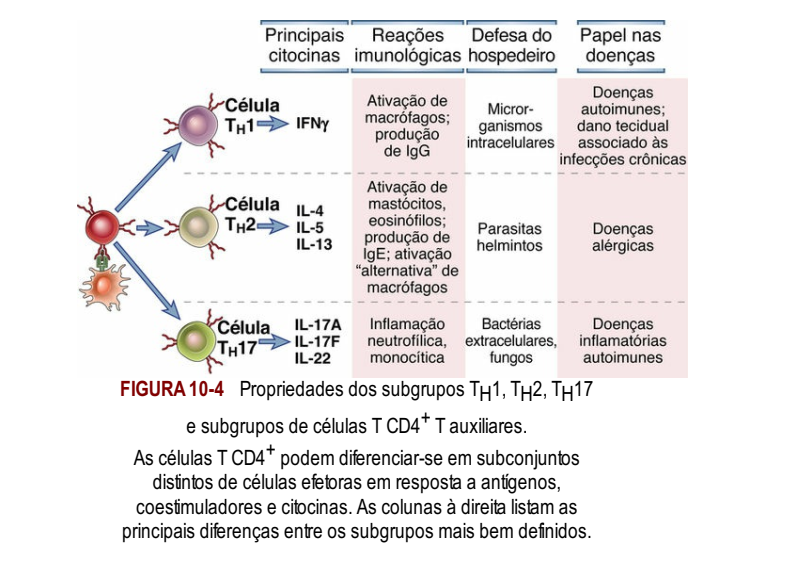 Principais
citocinas
Reações
imunológicas
Defesa do
hospedeiro
Papel nas
doenças
Célula
TH1
IFNγ
Ativação de
macrófagos;
produção
de IgG
Micror-
ganismos
intracelulares
Doenças
autoimunes;
dano tecidual
associado às
infecções crônicas
Célula
TH2
IL-4
IL-5
IL-13
Ativação de
mastócitos,
eosinófilos;
produção de
IgE; ativação
“alternativa” de
macrófagos
Parasitas
helmintos
Doenças
alérgicas
Célula
TH17
IL-17A
IL-17F
IL-22
Inflamação
neutrofílica,
monocítica
Bactérias
extracelulares,
fungos
Doenças
inflamatórias
autoimunes
FIGURA 10-4 Propriedades dos subgrupos TH1, TH2, TH17
e subgrupos de células T CD4+ T auxiliares.
As células T CD4+ podem diferenciar-se em subconjuntos
distintos de células efetoras em resposta a antígenos,
coestimuladores e citocinas. As colunas à direita listam as
principais diferenças entre os subgrupos mais bem definidos.